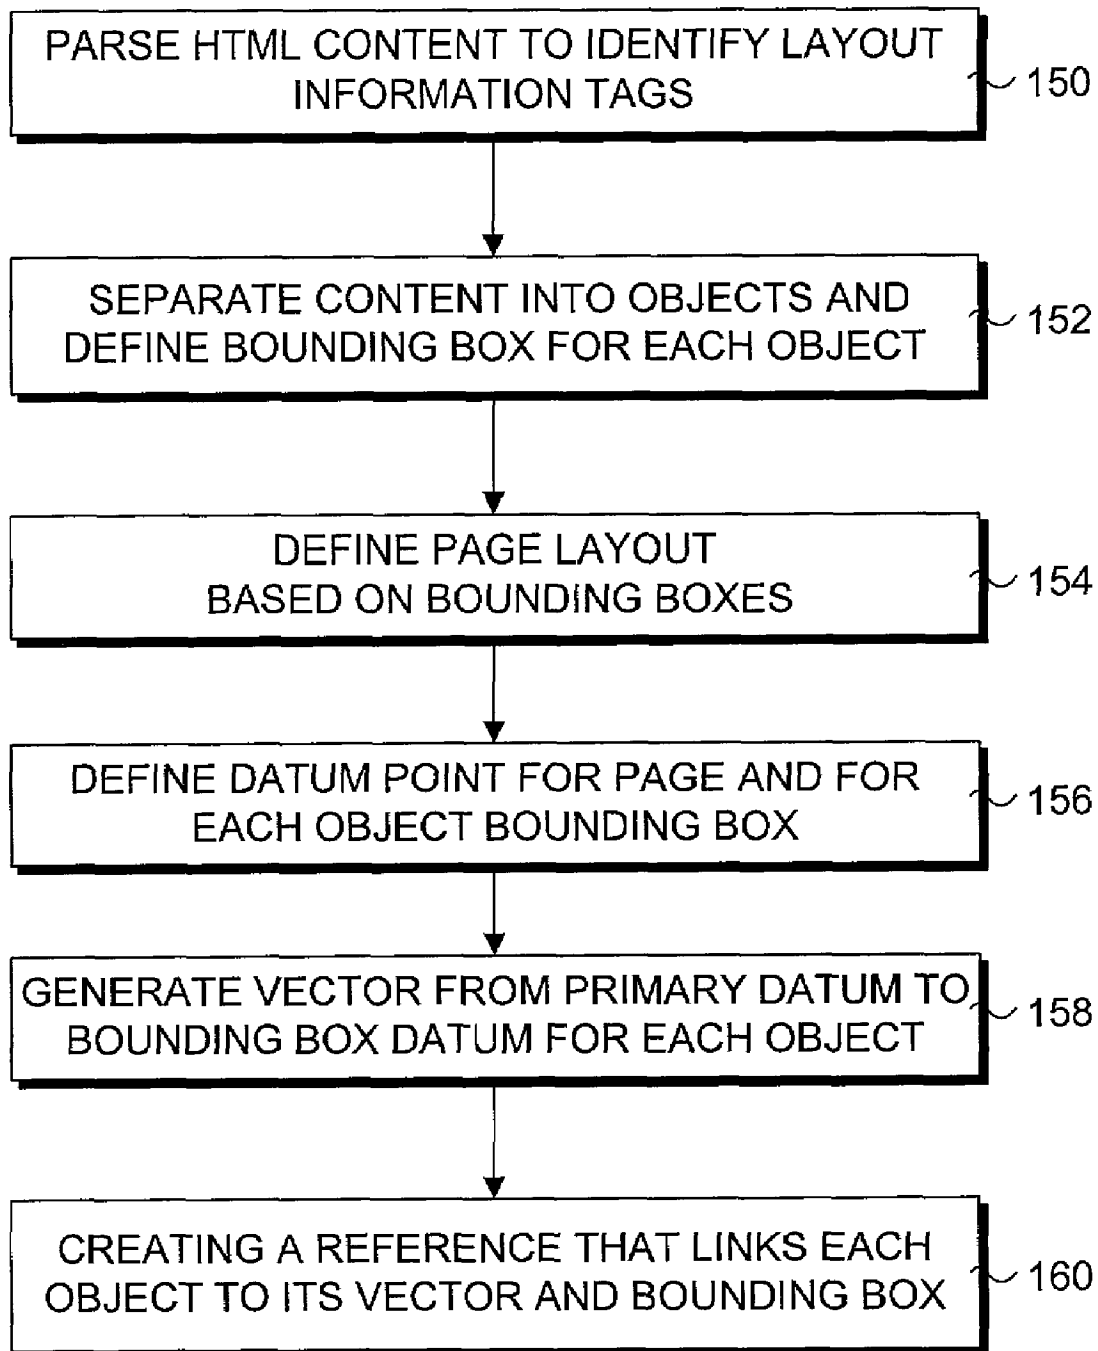 PARSE HTML CONTENT TO IDENTIFY LAYOUT
INFORMATION TAGS
150
SEPARATE CONTENT INTO OBJECTS AND
DEFINE BOUNDING BOX FOR EACH OBJECT
152
DEFINE PAGE LAYOUT
BASED ON BOUNDING BOXES
154
DEFINE DATUM POINT FOR PAGE AND FOR
EACH OBJECT BOUNDING BOX
156
GENERATE VECTOR FROM PRIMARY DATUM TO
BOUNDING BOX DATUM FOR EACH OBJECT
158
CREATING A REFERENCE THAT LINKS EACH
OBJECT TO ITS VECTOR AND BOUNDING BOX
160